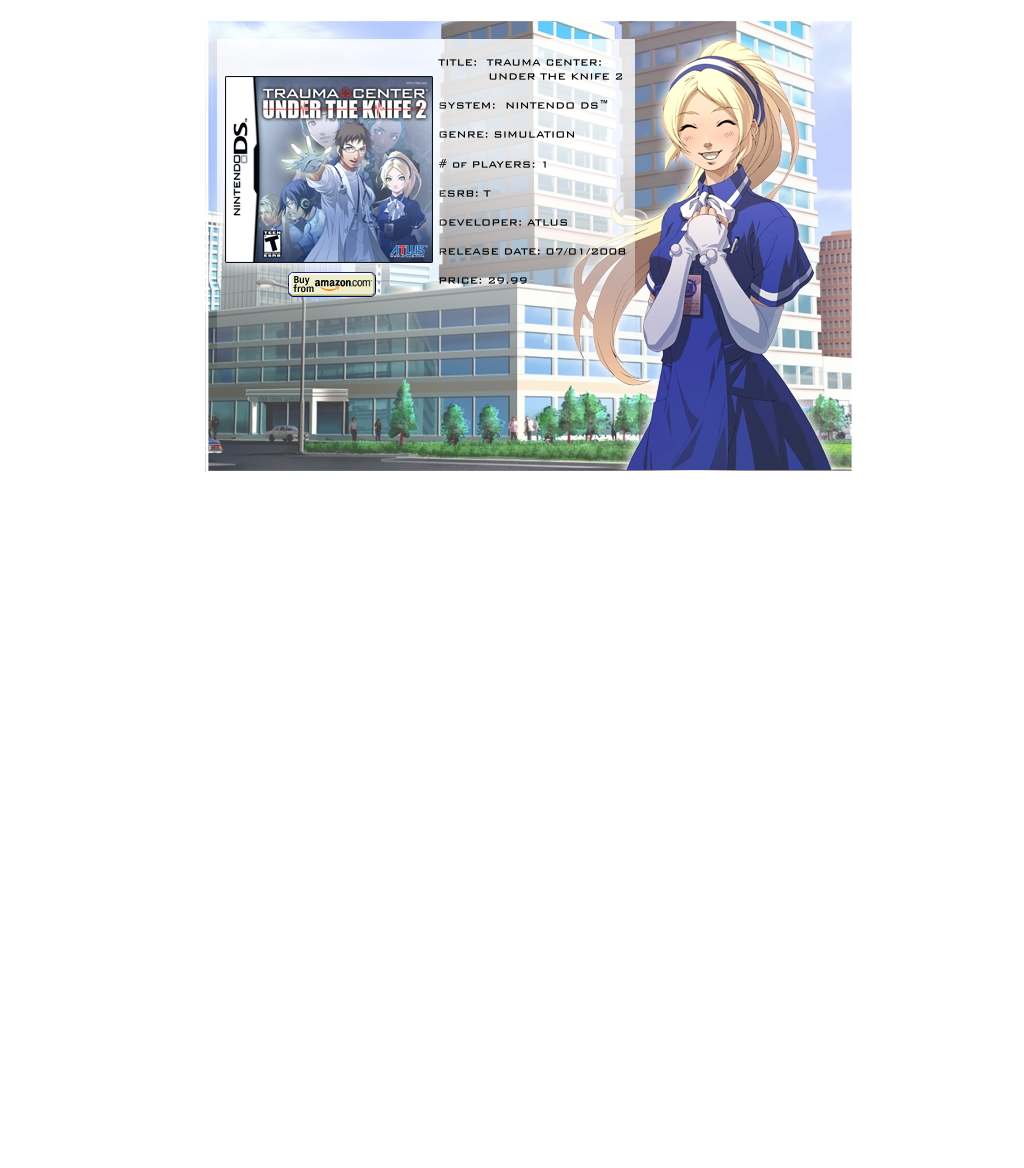 TITLE: TRAUMA CENTER:
UNDER THE KNIFE 2
SYSTEM: NINTENDO DS™
GENRE: SIMULATION
# OF PLAYERS: 1
ESRB: T
DEVELOPER: ATLUS
RELEASE DATE: 07/01/2008
PRICE: 29.99
NINTENDO DS™
TRAUMA CENTER
UNDER THE KNIFE 2
TEEN
T
ESRB
ATLUS
Buy
from amazon.com